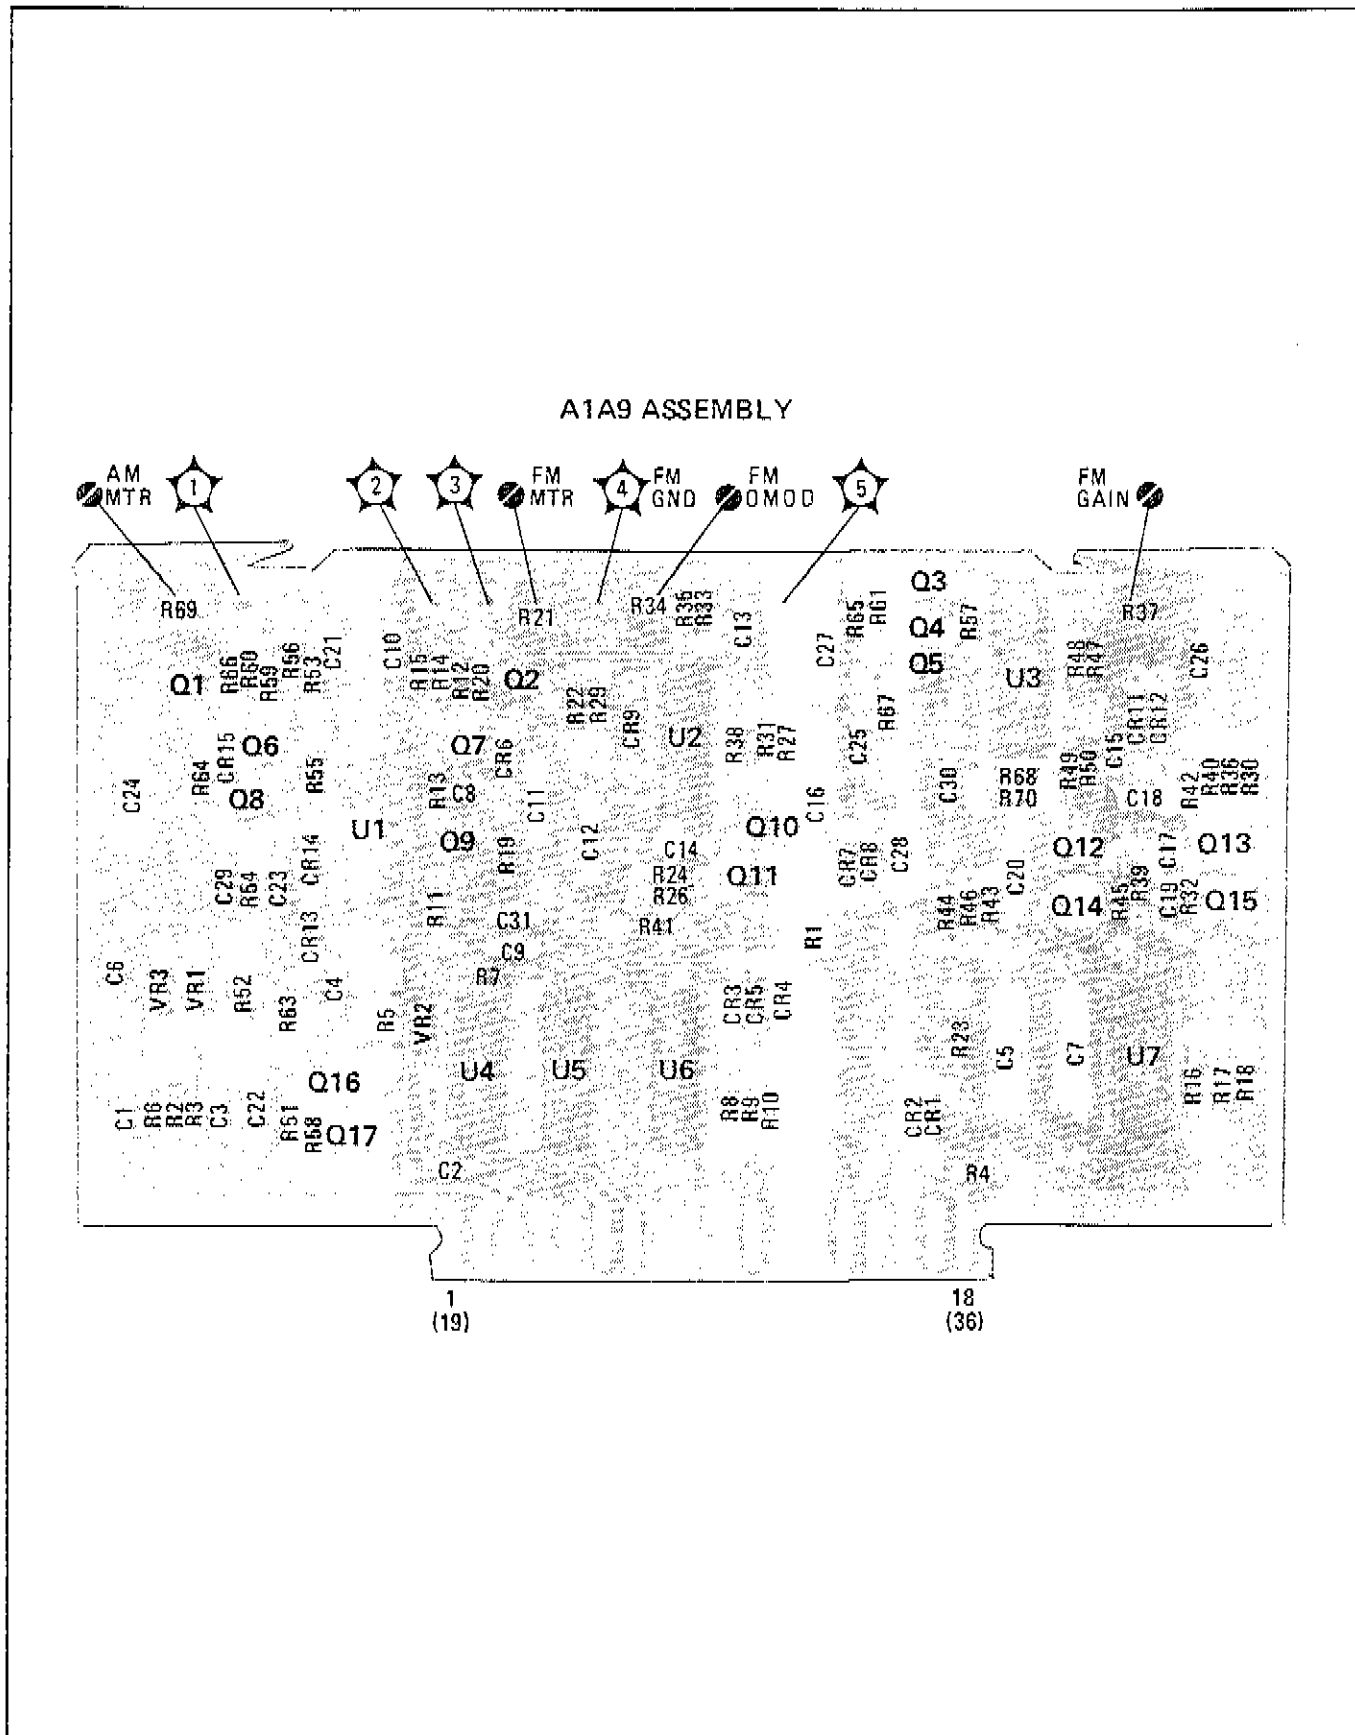 A1A9 ASSEMBLY
AM
MTR
1
2
3
FM
MTR
4
FM
GND
FM
DMOD
5
FM
GAIN
R69
R21
R34
R35
R33
C13
C27
R65
R61
Q3
Q4
Q5
R57
R37
Q1
R66
R60
R59
R56
R53
C21
C10
R15
R14
R12
R20
Q2
R22
R29
CR9
U2
R38
R31
R27
C25
R67
U3
R48
R47
C26
CR11
CR12
C15
C24
R64
CR15
Q6
Q8
R55
U1
Q7
CR6
R13
C8
C11
Q9
R19
C12
C14
R24
R26
R41
Q10
Q11
C16
CR7
CR8
C28
C30
R68
R70
R49
R50
C18
R42
R40
R36
R30
Q12
Q14
C17
Q13
Q15
C29
R54
C23
CR14
CR13
R11
C31
C9
R7
R1
R44
R46
R43
C20
R45
R39
C19
R32
C6
VR3
VR1
R52
R63
C4
R5
VR2
CR3
CR5
CR4
R23
C5
C7
U7
U4
U5
U6
Q16
Q17
C1
R6
R2
R3
C3
C22
R51
R58
C2
R8
R9
R10
CR2
CR1
R4
R16
R17
R18
1
(19)
18
(36)